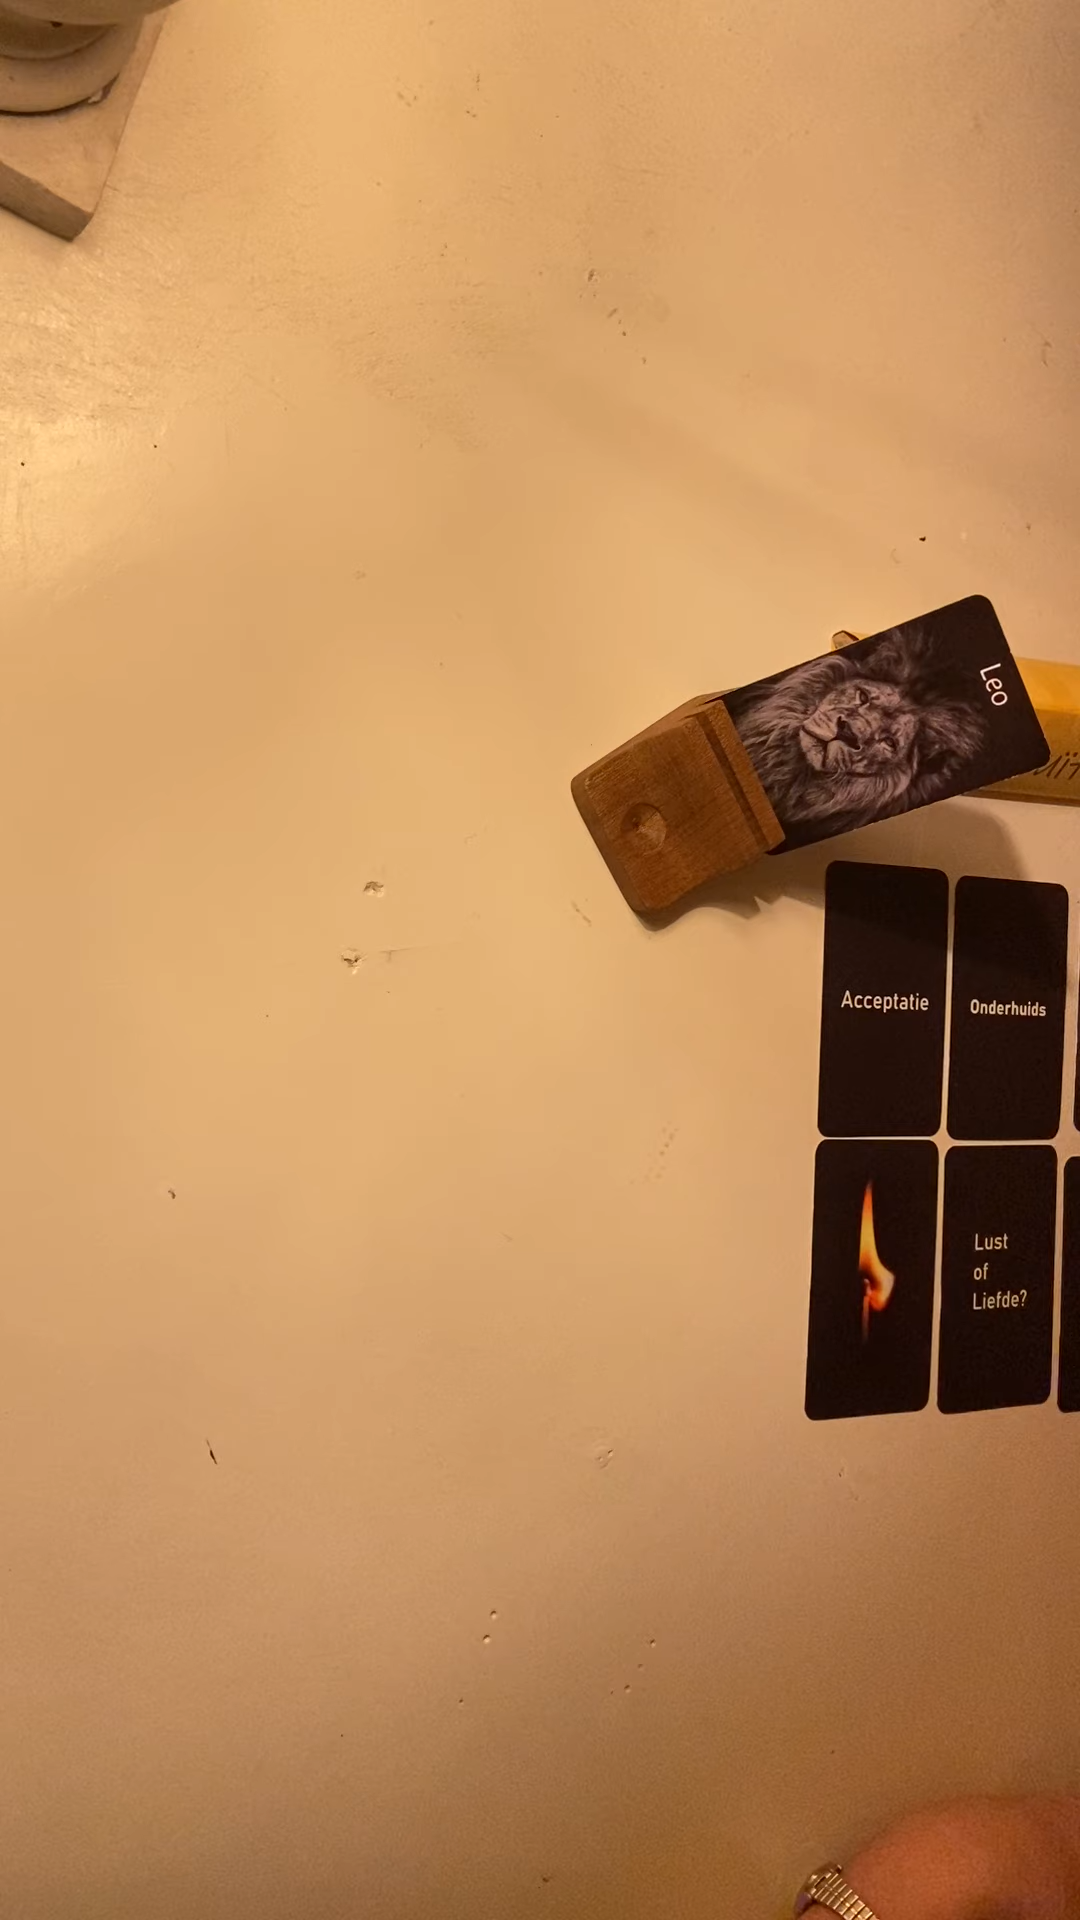 Leo
Acceptatie
Onderhuids
Lust
of
Liefde?